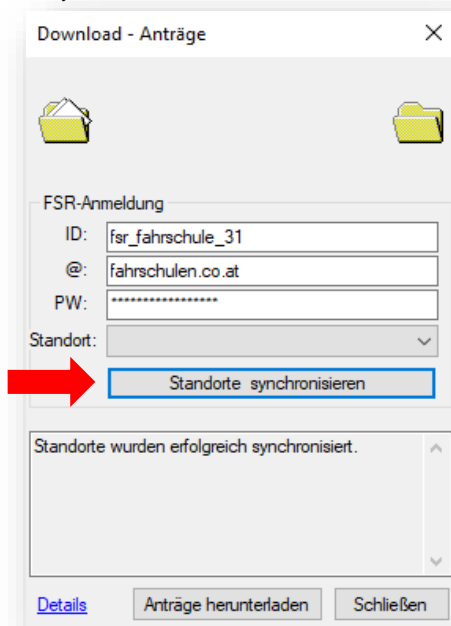 Download - Anträge
FSR-Anmeldung
ID: fsr_fahrschule_31
@: fahrschulen.co.at
PW: *****************
Standort:
Standorte synchronisieren
Standorte wurden erfolgreich synchronisiert.
Details Anträge herunterladen Schließen